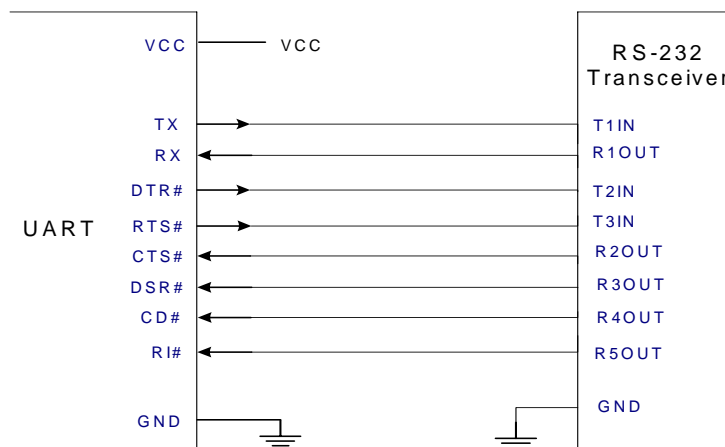 VCC
VCC
RS-232
Transceiver
TX
T1IN
RX
R1OUT
DTR#
T2IN
UART
RTS#
T3IN
CTS#
R2OUT
DSR#
R3OUT
CD#
R4OUT
RI#
R5OUT
GND
GND